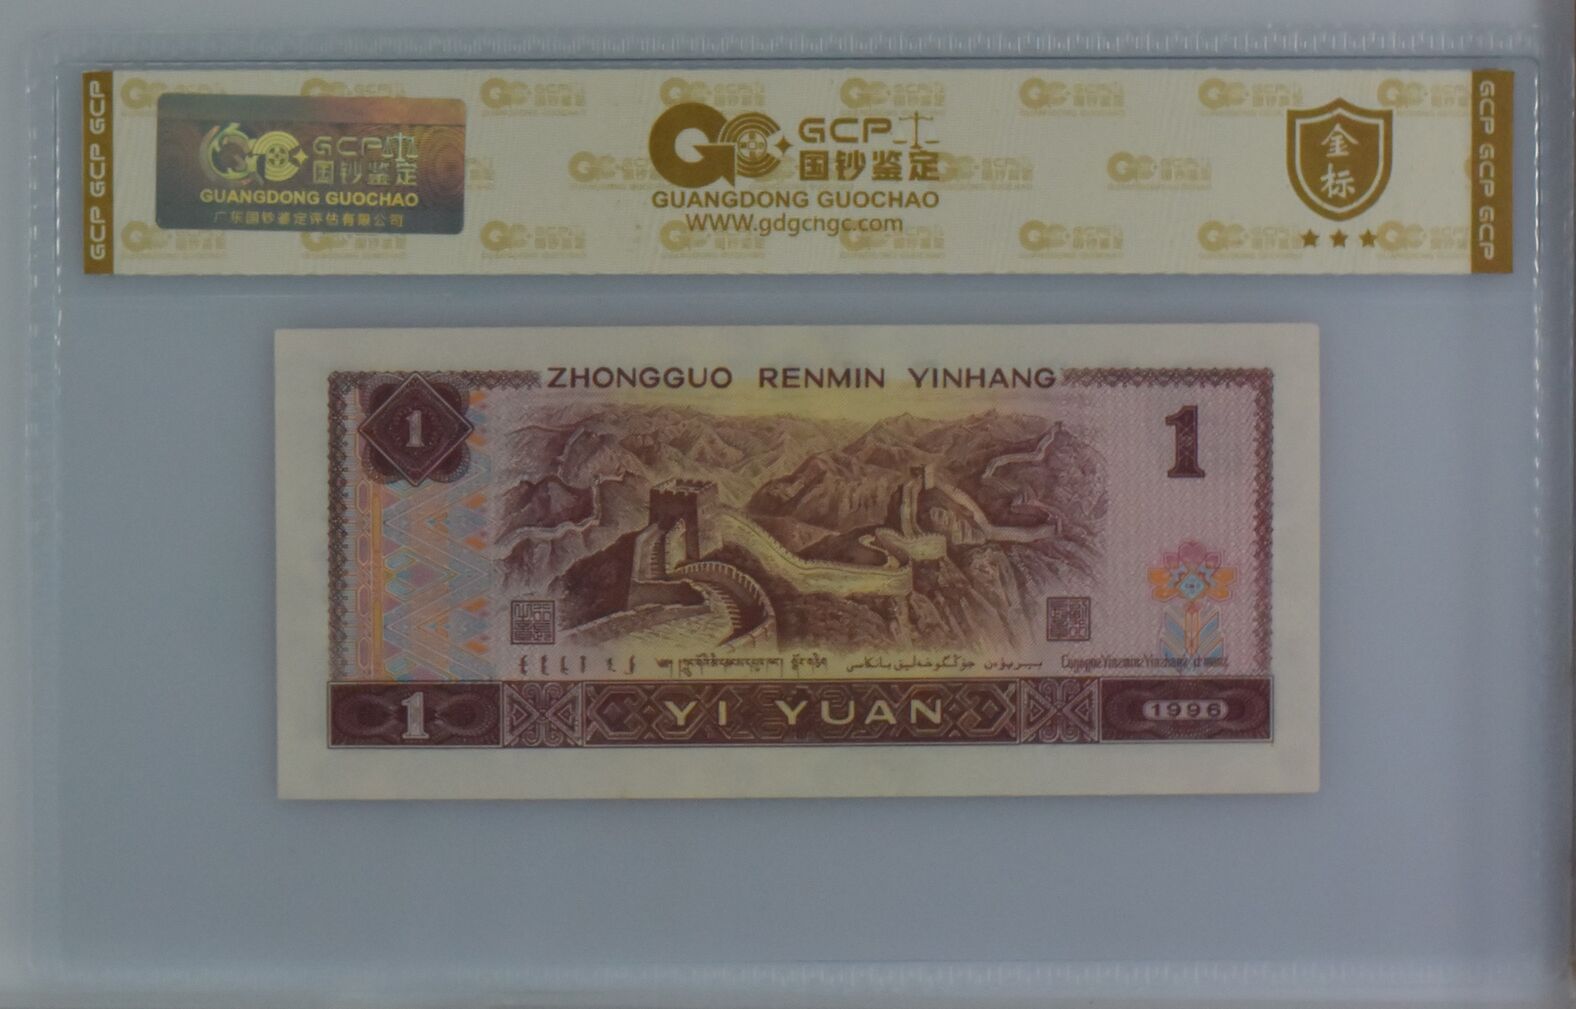 GCP GCP GCP
GCP
国钞鉴定
GUANGDONG GUOCHAO
广东国钞鉴定评估有限公司
GCP
国钞鉴定
GUANGDONG GUOCHAO
WWW.gdgcngc.com
金
标
GCP GCP GCP
ZHONGGUO RENMIN YINHANG
1
1
1
YI YUAN
1996